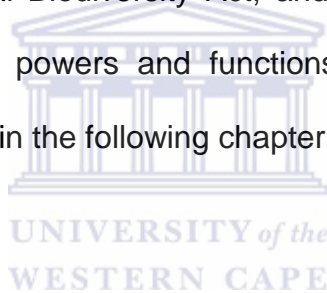 Biodiversity Act, and
powers and functions
in the following chapter
UNIVERSITY of the
WESTERN CAPE